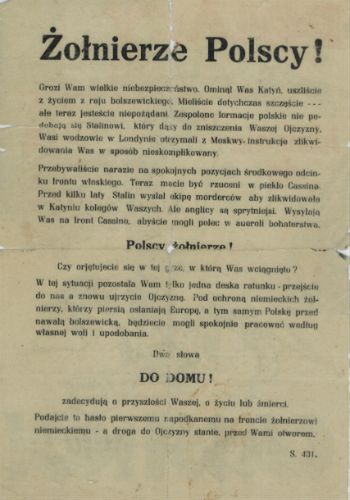 Żołnierze Polscy!
Grozi Wam wielkie niebezpieczeństwo. Ominął Was Katyń, uszliście
z życiem z raju bolszewickiego. Mieliście dotychczas szczęście ---
ale teraz jesteście niepożądani. Zespolone formacje polskie nie po-
dobają się Stalinowi, który dąży do zniszczenia Waszej Ojczyzny.
Wasi wodzowie w Londynie otrzymali z Moskwy instrukcję zlikwi-
dowania Was w sposób nieskomplikowany.
Przebywaliście narazie na spokojnych pozycjach środkowego odcin-
ku frontu włoskiego. Teraz macie być rzuceni w piekło Cassina.
Przed kilku laty Stalin wysłał ekipę morderców aby zlikwidowała
w Katyniu kolegów Waszych. Ale anglicy są sprytniejsi. Wysyłają
Was na front Cassino, abyście mogli polec w aureoli bohaterstwa.
Polscy żołnierze!
Czy orjętujecie się w tej grze, w którą Was wciągnięto?
W tej sytuacji pozostała Wam tylko jedna deska ratunku - przejście
do nas a znowu ujrzycie Ojczyznę. Pod ochroną niemieckich żoł-
nierzy, którzy piersią osłaniają Europę, a tym samym Polskę przed
nawałą bolszewicką, będziecie mogli spokojnie pracować według
własnej woli i upodobania.
Dwa słowa
DO DOMU!
zadecydują o przyszłości Waszej, o życiu lub śmierci.
Podajcie to hasło pierwszemu napodkanemu na froncie żołnierzowi
niemieckiemu - a droga do Ojczyzny stanie, przed Wami otworem.
S. 431.